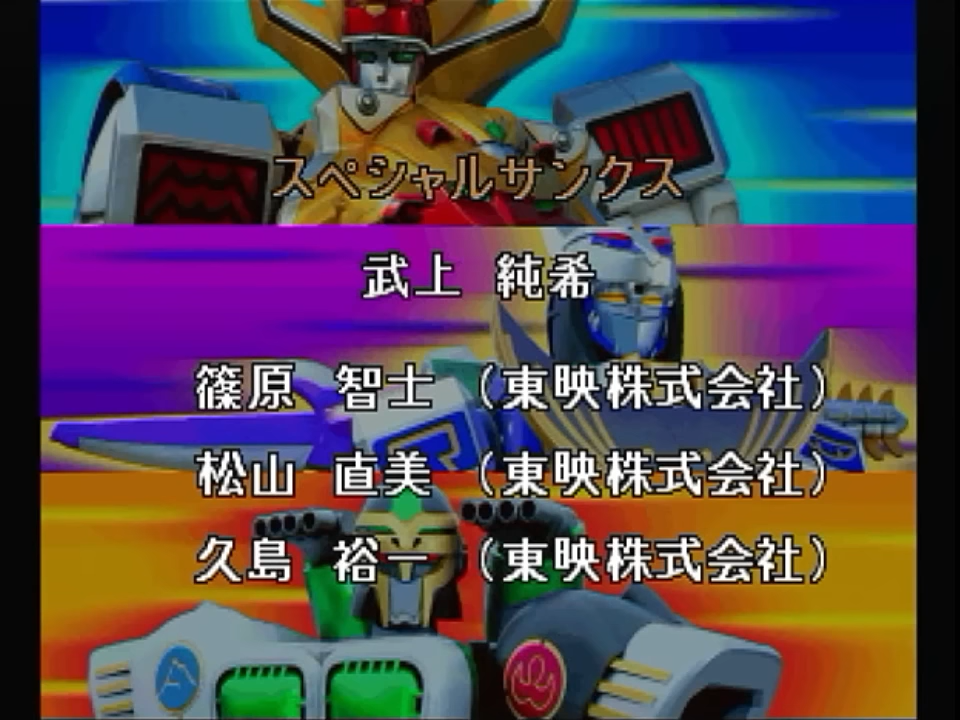 スペシャルサンクス
武上 純希
篠原 智士 (東映株式会社)
松山 直美 (東映株式会社)
久島 裕一 (東映株式会社)